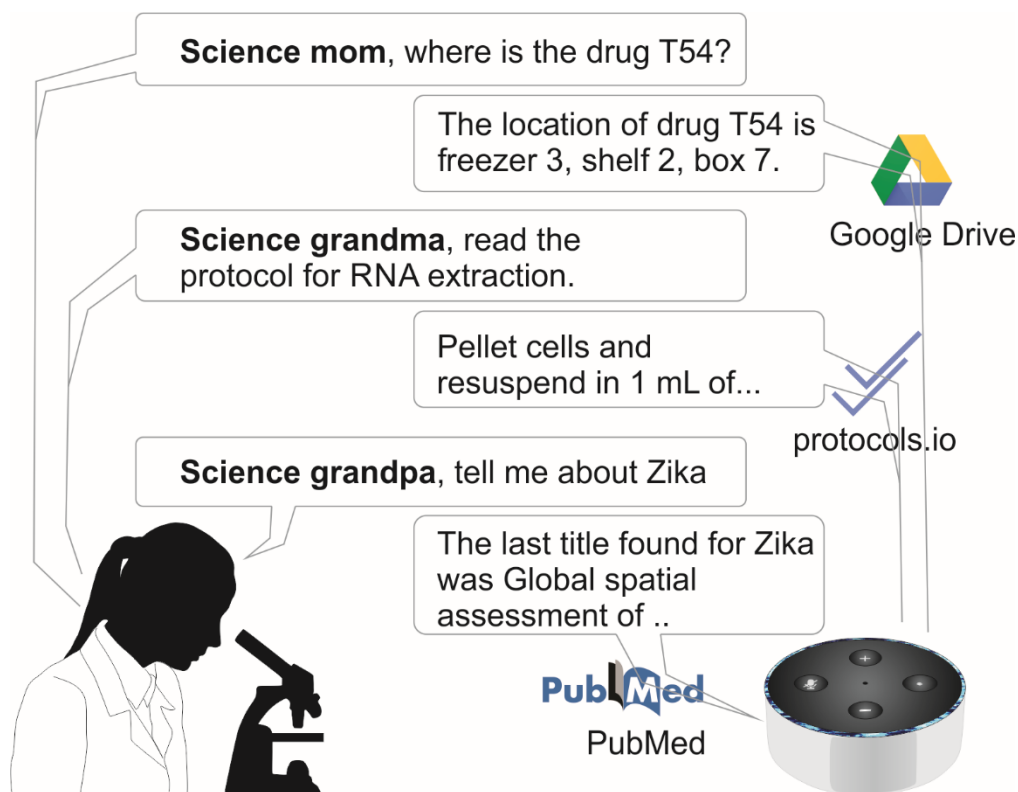 Science mom, where is the drug T54?
The location of drug T54 is
freezer 3, shelf 2, box 7.
Google Drive
Science grandma, read the
protocol for RNA extraction.
Pellet cells and
resuspend in 1 mL of...
protocols.io
Science grandpa, tell me about Zika
The last title found for Zika
was Global spatial
assessment of ..
PubMed
PubMed